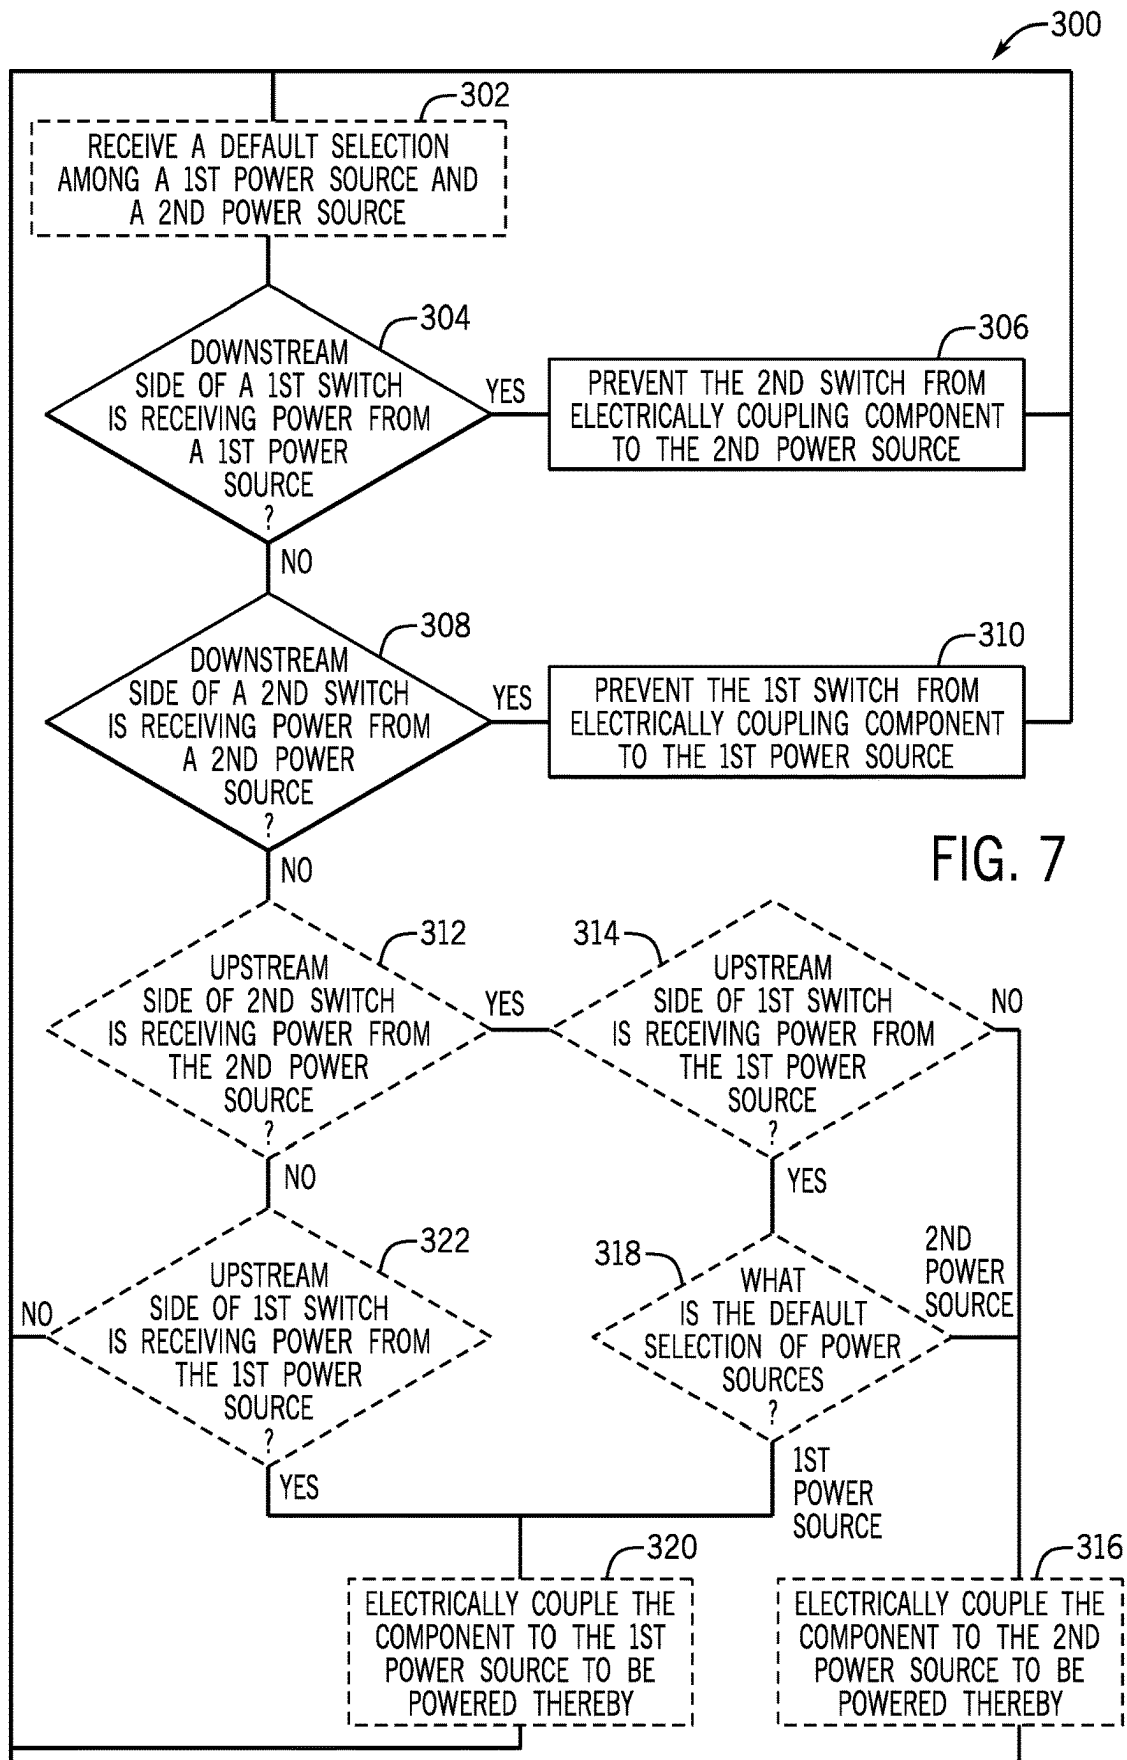 300
302
RECEIVE A DEFAULT SELECTION
AMONG A 1ST POWER SOURCE AND
A 2ND POWER SOURCE
304
DOWNSTREAM
SIDE OF A 1ST SWITCH
IS RECEIVING POWER FROM
A 1ST POWER
SOURCE
?
YES
NO
306
PREVENT THE 2ND SWITCH FROM
ELECTRICALLY COUPLING COMPONENT
TO THE 2ND POWER SOURCE
308
DOWNSTREAM
SIDE OF A 2ND SWITCH
IS RECEIVING POWER FROM
A 2ND POWER
SOURCE
?
YES
NO
310
PREVENT THE 1ST SWITCH FROM
ELECTRICALLY COUPLING COMPONENT
TO THE 1ST POWER SOURCE
FIG. 7
312
UPSTREAM
SIDE OF 2ND SWITCH
IS RECEIVING POWER FROM
THE 2ND POWER
SOURCE
?
YES
NO
314
UPSTREAM
SIDE OF 1ST SWITCH
IS RECEIVING POWER FROM
THE 1ST POWER
SOURCE
?
NO
YES
322
UPSTREAM
SIDE OF 1ST SWITCH
IS RECEIVING POWER FROM
THE 1ST POWER
SOURCE
?
NO
YES
318
WHAT
IS THE DEFAULT
SELECTION OF POWER
SOURCES
?
2ND
POWER
SOURCE
1ST
POWER
SOURCE
320
ELECTRICALLY COUPLE THE
COMPONENT TO THE 1ST
POWER SOURCE TO BE
POWERED THEREBY
316
ELECTRICALLY COUPLE THE
COMPONENT TO THE 2ND
POWER SOURCE TO BE
POWERED THEREBY